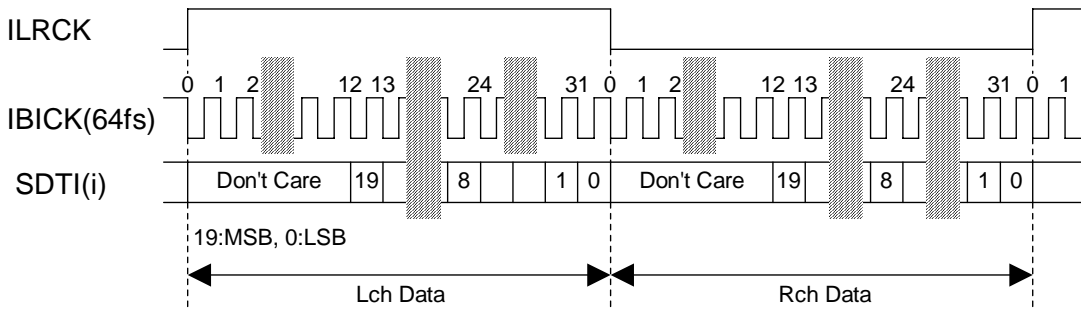 ILRCK
0 1 2 12 13 24 31 0 1 2 12 13 24 31 0 1
IBICK(64fs)
SDTI(i) Don't Care 19 8 1 0 Don't Care 19 8 1 0
19:MSB, 0:LSB
Lch Data Rch Data